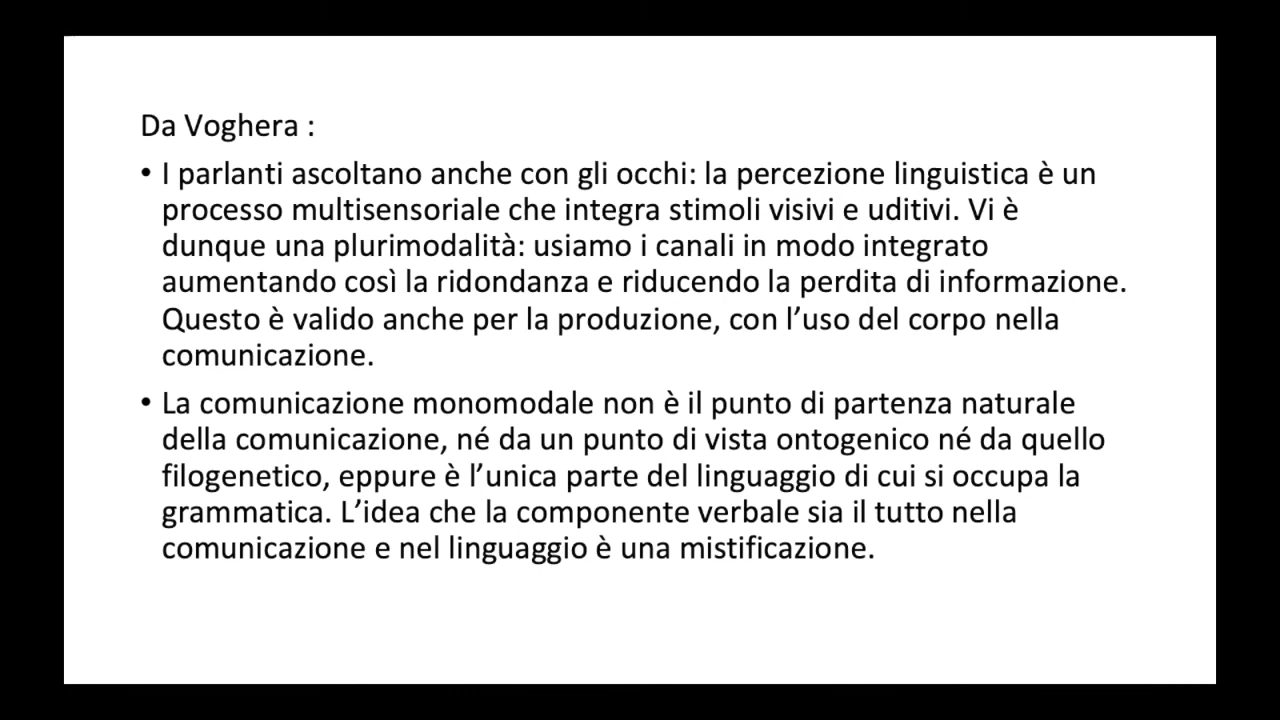 Da Voghera :
• I parlanti ascoltano anche con gli occhi: la percezione linguistica è un
processo multisensoriale che integra stimoli visivi e uditivi. Vi è
dunque una plurimodalità: usiamo i canali in modo integrato
aumentando così la ridondanza e riducendo la perdita di informazione.
Questo è valido anche per la produzione, con l’uso del corpo nella
comunicazione.
• La comunicazione monomodale non è il punto di partenza naturale
della comunicazione, né da un punto di vista ontogenico né da quello
filogenetico, eppure è l’unica parte del linguaggio di cui si occupa la
grammatica. L’idea che la componente verbale sia il tutto nella
comunicazione e nel linguaggio è una mistificazione.